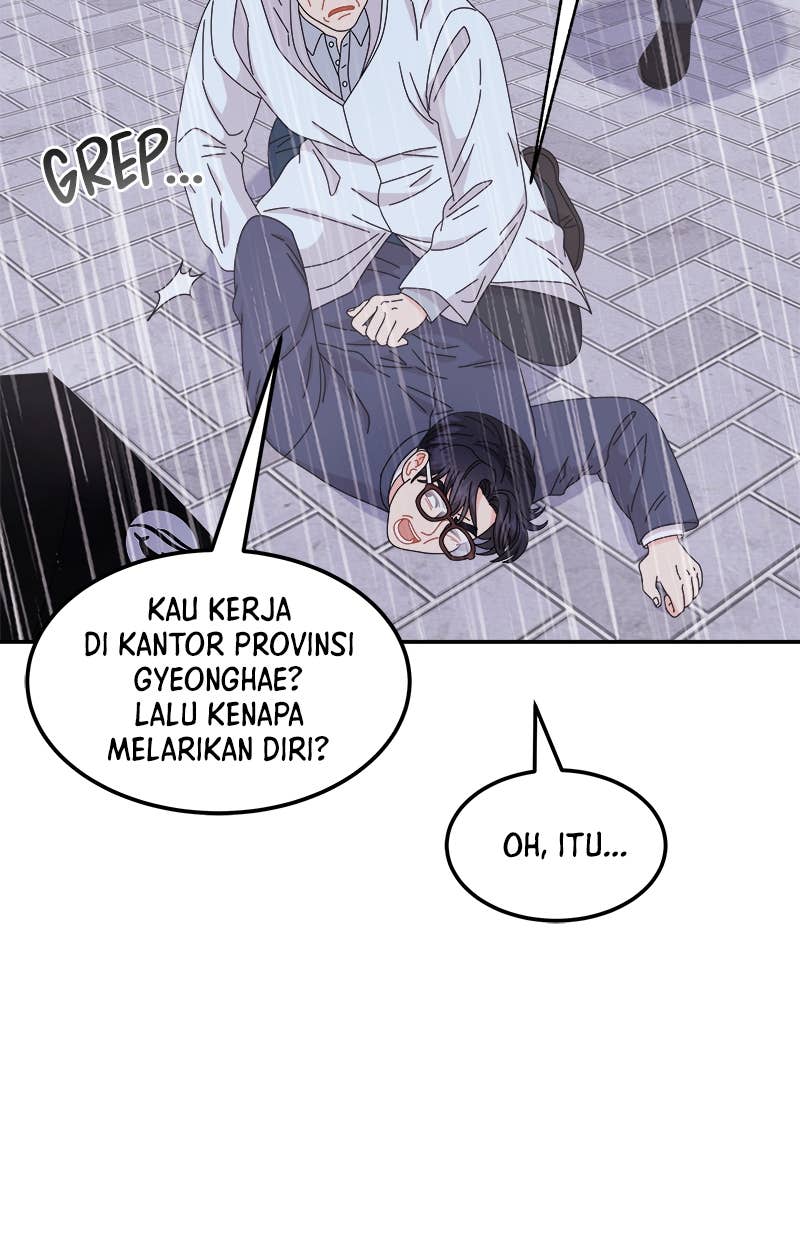 GREP...
KAU KERJA
DI KANTOR PROVINSI
GYEONGHAE?
LALU KENAPA
MELARIKAN DIRI?
OH, ITU...